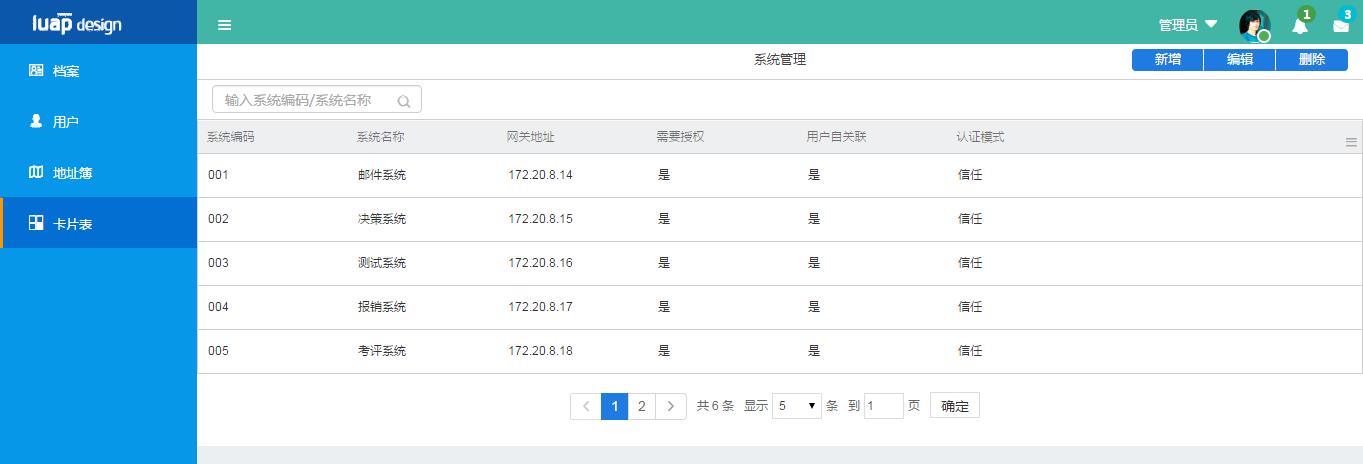 luap design
管理员
1
3
档案
用户
地址簿
卡片表
系统管理
新增 编辑 删除
输入系统编码/系统名称
系统编码 系统名称 网关地址 需要授权 用户自关联 认证模式
001 邮件系统 172.20.8.14 是 是 信任
002 决策系统 172.20.8.15 是 是 信任
003 测试系统 172.20.8.16 是 是 信任
004 报销系统 172.20.8.17 是 是 信任
005 考评系统 172.20.8.18 是 是 信任
1 2 共 6 条 显示 5 条 到 1 页 确定